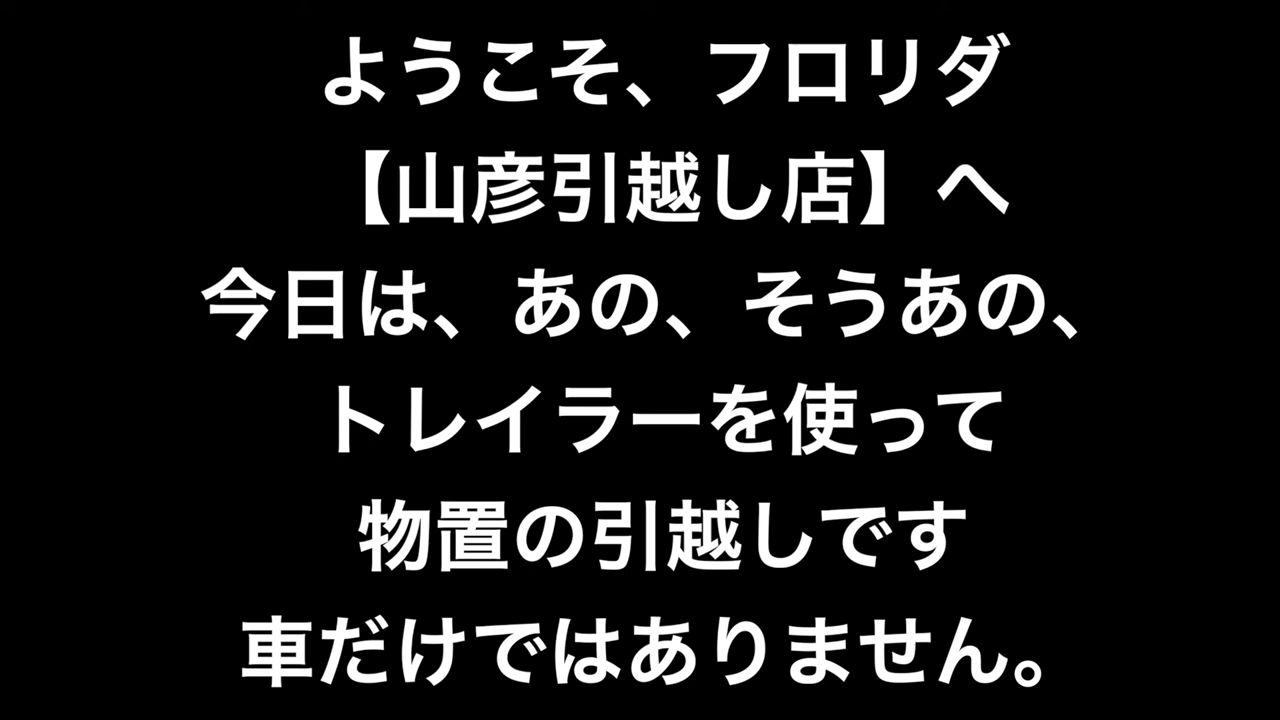 ようこそ、フロリダ
【山彦引越し店】へ
今日は、あの、そうあの、
トレイラーを使って
物置の引越しです
車だけではありません。